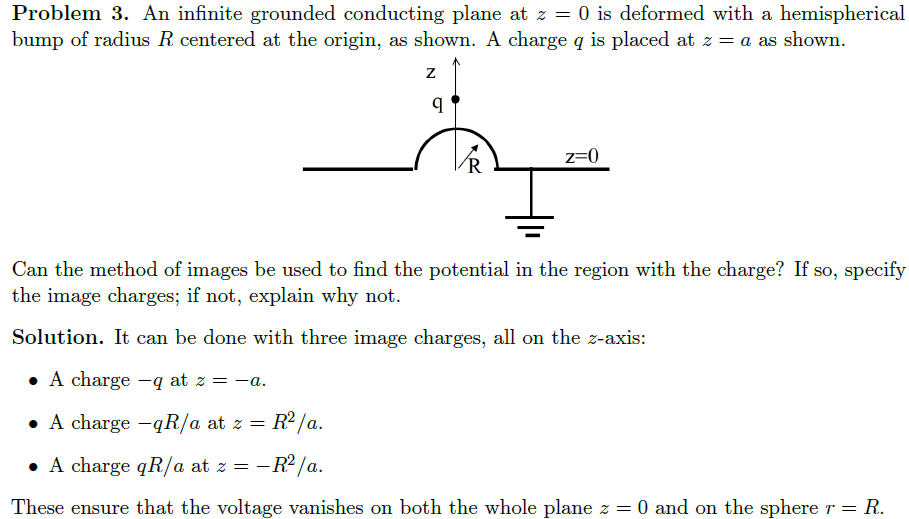 Problem 3. An infinite grounded conducting plane at z = 0 is deformed with a hemispherical
bump of radius R centered at the origin, as shown. A charge q is placed at z = a as shown.
z
q
R
z=0
Can the method of images be used to find the potential in the region with the charge? If so, specify
the image charges; if not, explain why not.
Solution. It can be done with three image charges, all on the z-axis:
• A charge −q at z = −a.
• A charge −qR/a at z = R²/a.
• A charge qR/a at z = −R²/a.
These ensure that the voltage vanishes on both the whole plane z = 0 and on the sphere r = R.